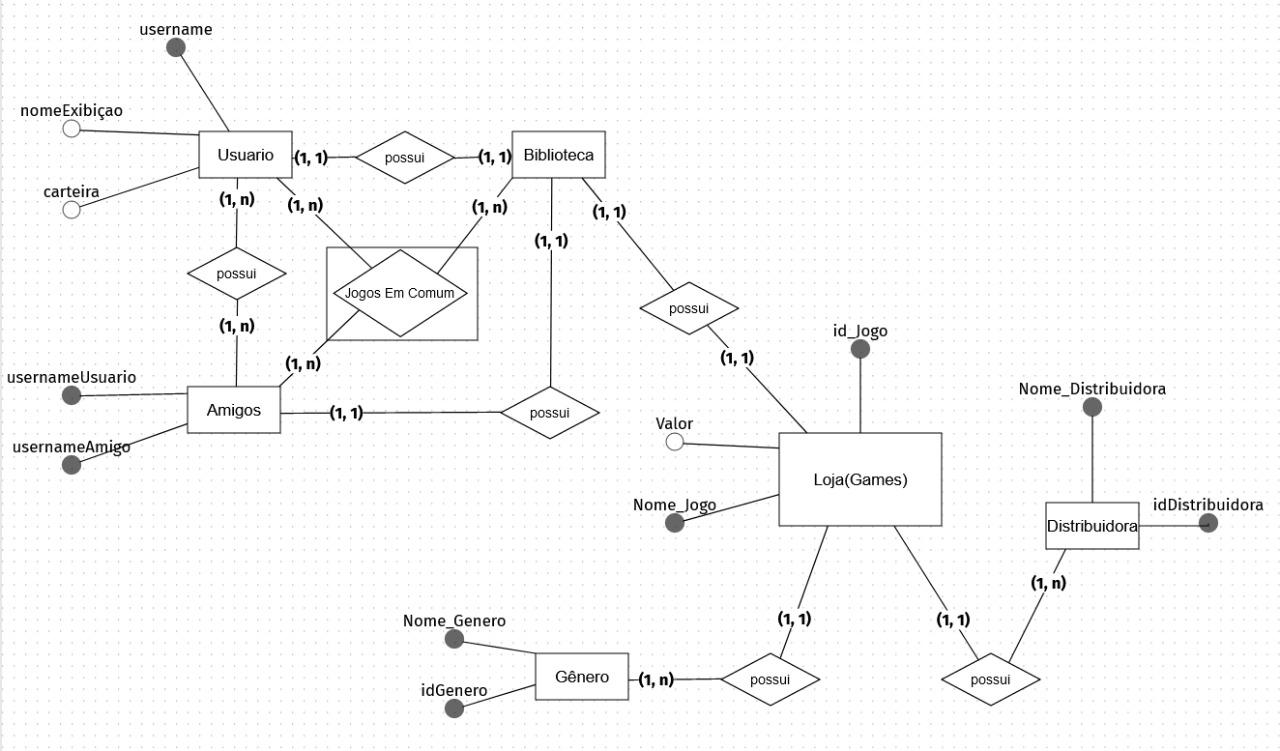 username
nomeExibiçao
Usuario
(1, 1)
possui
(1, 1)
Biblioteca
carteira
(1, n)
(1, n)
(1, n)
(1, 1)
(1, 1)
possui
Jogos Em Comum
possui
(1, n)
id_Jogo
(1, 1)
(1, n)
usernameUsuario
Nome_Distribuidora
Amigos
(1, 1)
possui
Valor
usernameAmigo
Loja(Games)
Nome_Jogo
idDistribuidora
Distribuidora
(1, n)
Nome_Genero
(1, 1)
(1, 1)
Gênero
(1, n)
possui
possui
idGenero